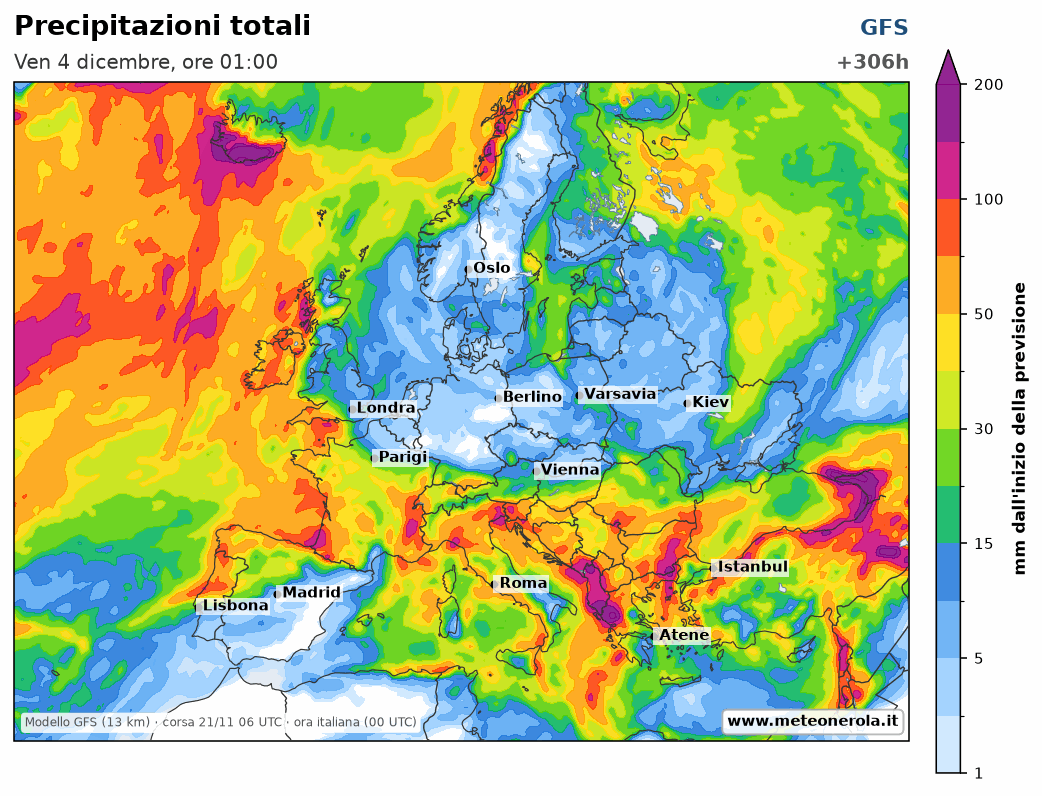 Precipitazioni totali
GFS
Ven 4 dicembre, ore 01:00
+306h
200
100
50
30
15
5
1
mm dall'inizio della previsione
Oslo
Berlino
Varsavia
Kiev
Londra
Parigi
Vienna
Istanbul
Roma
Madrid
Lisbona
Atene
Modello GFS (13 km) · corsa 21/11 06 UTC · ora italiana (00 UTC)
www.meteonerola.it